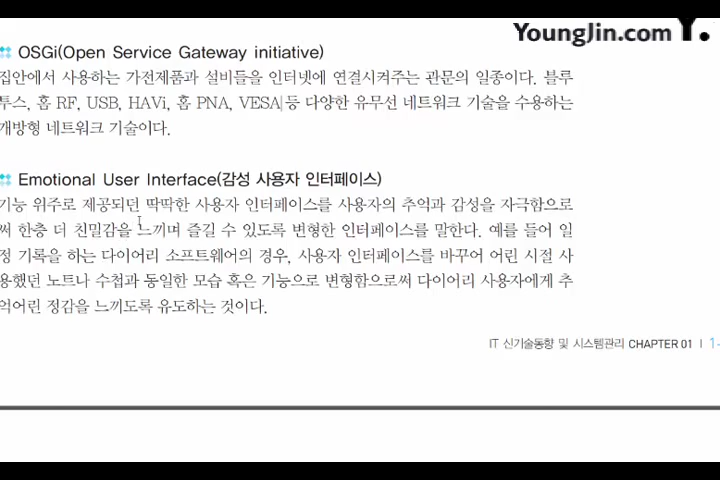 YoungJin.com Y.
OSGi(Open Service Gateway initiative)
집안에서 사용하는 가전제품과 설비들을 인터넷에 연결시켜주는 관문의 일종이다. 블루
투스, 홈 RF, USB, HAVi, 홈 PNA, VESA등 다양한 유무선 네트워크 기술을 수용하는
개방형 네트워크 기술이다.
Emotional User Interface(감성 사용자 인터페이스)
기능 위주로 제공되던 딱딱한 사용자 인터페이스를 사용자의 추억과 감성을 자극함으로
써 한층 더 친밀감을 느끼며 즐길 수 있도록 변형한 인터페이스를 말한다. 예를 들어 일
정 기록을 하는 다이어리 소프트웨어의 경우, 사용자 인터페이스를 바꾸어 어린 시절 사
용했던 노트나 수첩과 동일한 모습 혹은 기능으로 변형함으로써 다이어리 사용자에게 추
억어린 정감을 느끼도록 유도하는 것이다.
IT 신기술동향 및 시스템관리 CHAPTER 01 | 1-